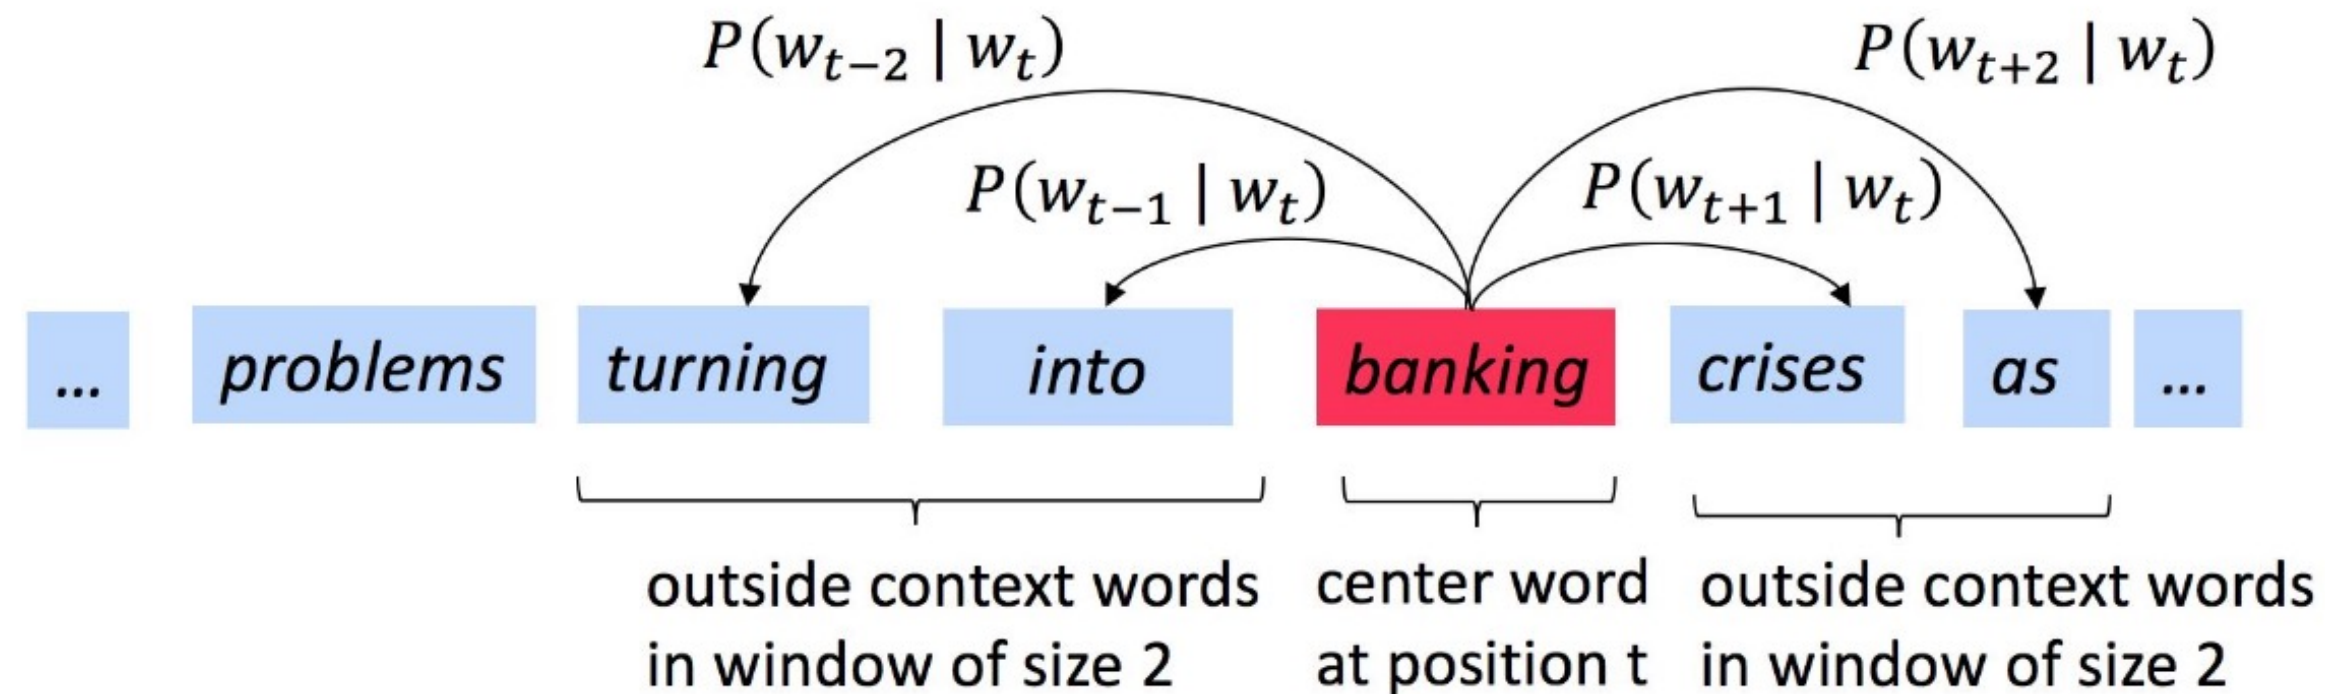 P(w_{t−2} | w_t)
P(w_{t+2} | w_t)
P(w_{t−1} | w_t)
P(w_{t+1} | w_t)
... problems turning into banking crises as ...
outside context words
in window of size 2
center word
at position t
outside context words
in window of size 2